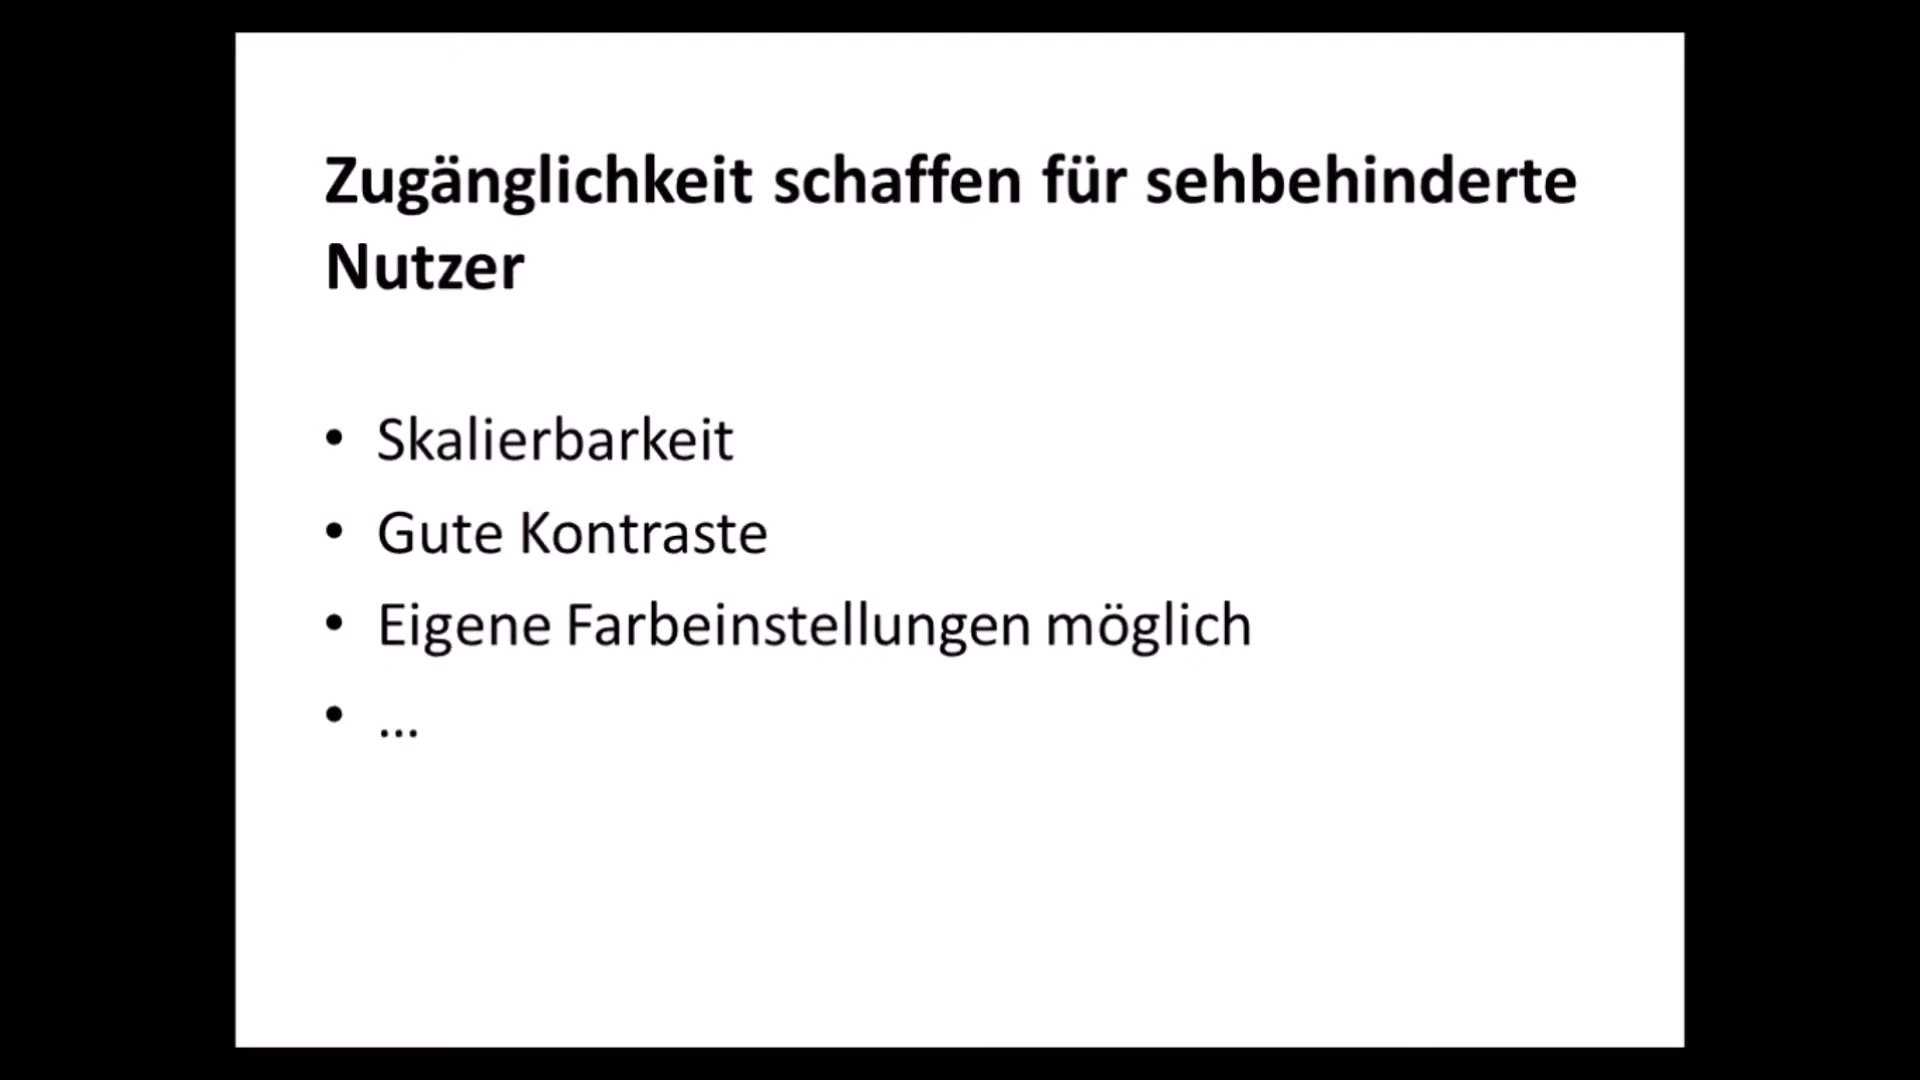 Zugänglichkeit schaffen für sehbehinderte
Nutzer
• Skalierbarkeit
• Gute Kontraste
• Eigene Farbeinstellungen möglich
• ...